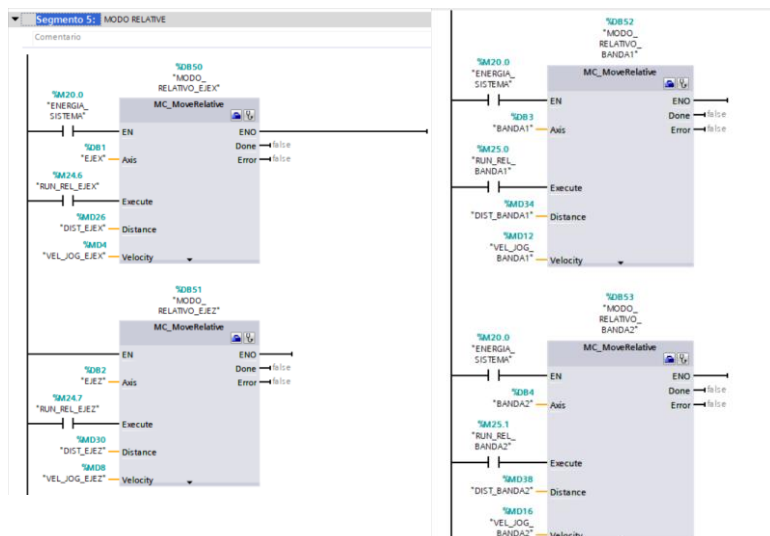 Segmento 5: MODO RELATIVE
Comentario
%DB50
"MODO_
RELATIVO_EJEX"
MC_MoveRelative
%M20.0
"ENERGIA_
SISTEMA"
EN
ENO
Done
false
%DB1
"EJEX"
Axis
Error
false
%M24.6
"RUN_REL_EJEX"
Execute
%MD26
"DIST_EJEX"
Distance
%MD4
"VEL_JOG_EJEX"
Velocity
%DB51
"MODO_
RELATIVO_EJEZ"
MC_MoveRelative
EN
ENO
Done
false
%DB2
"EJEZ"
Axis
Error
false
%M24.7
"RUN_REL_EJEZ"
Execute
%MD30
"DIST_EJEZ"
Distance
%MD8
"VEL_JOG_EJEZ"
Velocity
%DB52
"MODO_
RELATIVO_
BANDA1"
MC_MoveRelative
%M20.0
"ENERGIA_
SISTEMA"
EN
ENO
Done
false
%DB3
"BANDA1"
Axis
Error
false
%M25.0
"RUN_REL_
BANDA1"
Execute
%MD34
"DIST_BANDA1"
Distance
%MD12
"VEL_JOG_
BANDA1"
Velocity
%DB53
"MODO_
RELATIVO_
BANDA2"
MC_MoveRelative
%M20.0
"ENERGIA_
SISTEMA"
EN
ENO
Done
false
%DB4
"BANDA2"
Axis
Error
false
%M25.1
"RUN_REL_
BANDA2"
Execute
%MD38
"DIST_BANDA2"
Distance
%MD16
"VEL_JOG_
BANDA2"
Velocity